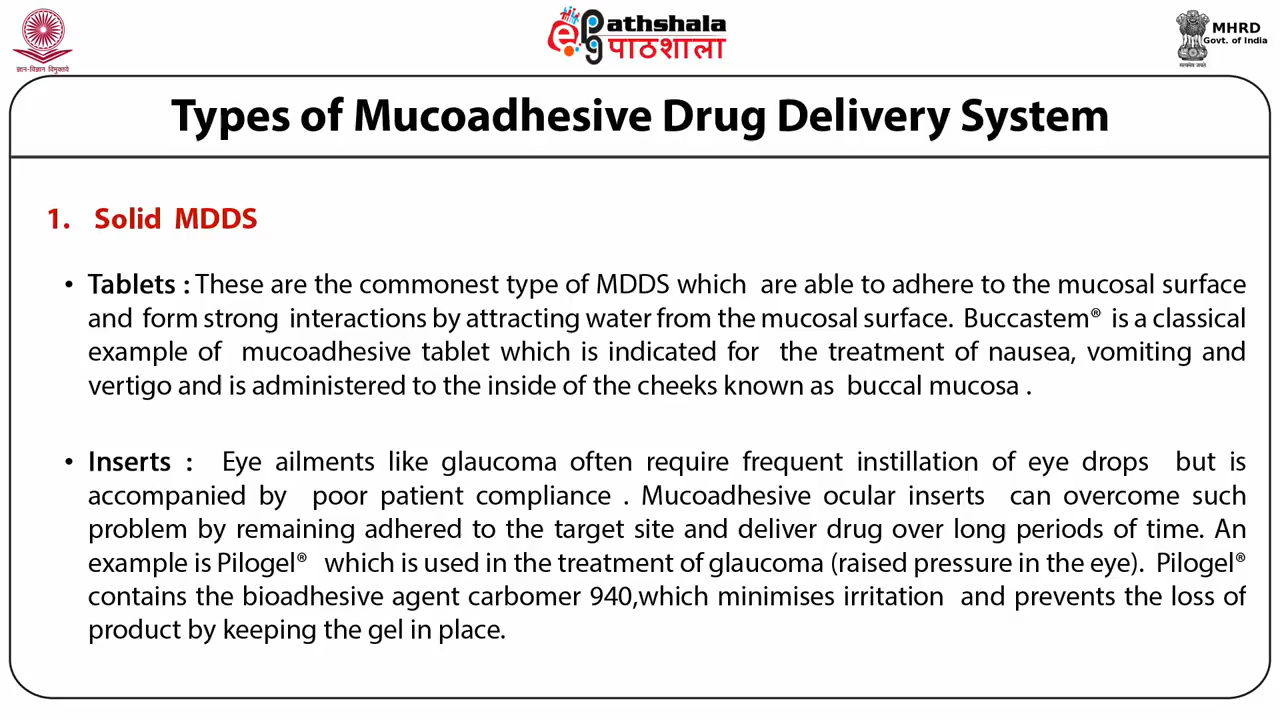 ज्ञान-विज्ञान विमुक्तये
ePg Pathshala
पाठशाला
MHRD
Govt. of India
सत्यमेव जयते
Types of Mucoadhesive Drug Delivery System
1. Solid MDDS
• Tablets : These are the commonest type of MDDS which are able to adhere to the mucosal surface
and form strong interactions by attracting water from the mucosal surface. Buccastem® is a classical
example of mucoadhesive tablet which is indicated for the treatment of nausea, vomiting and
vertigo and is administered to the inside of the cheeks known as buccal mucosa .
• Inserts : Eye ailments like glaucoma often require frequent instillation of eye drops but is
accompanied by poor patient compliance . Mucoadhesive ocular inserts can overcome such
problem by remaining adhered to the target site and deliver drug over long periods of time. An
example is Pilogel® which is used in the treatment of glaucoma (raised pressure in the eye). Pilogel®
contains the bioadhesive agent carbomer 940,which minimises irritation and prevents the loss of
product by keeping the gel in place.